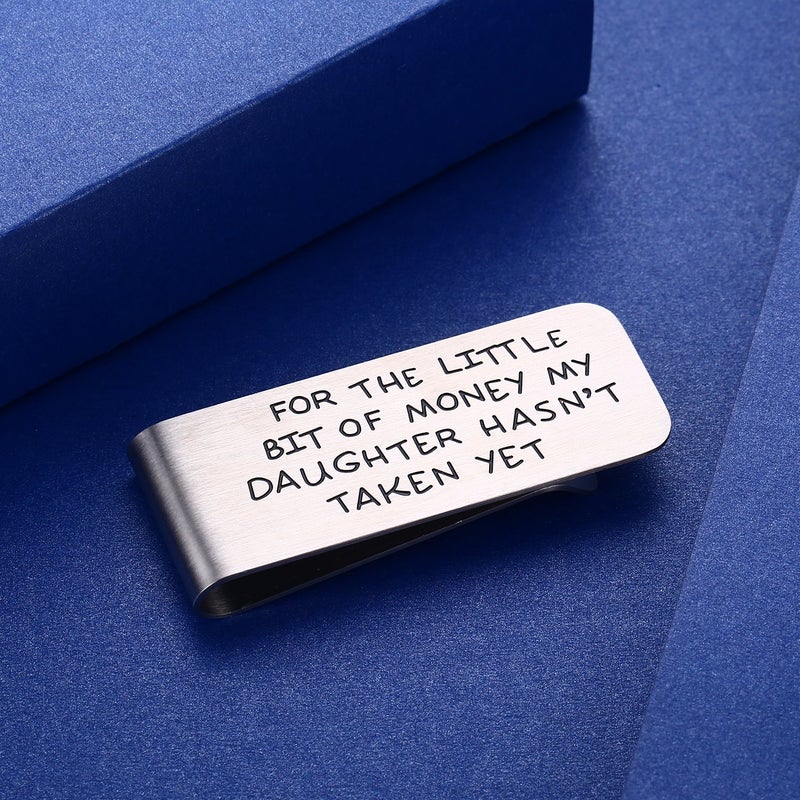 FOR THE LITTLE
BIT OF MONEY MY
DAUGHTER HASN'T
TAKEN YET